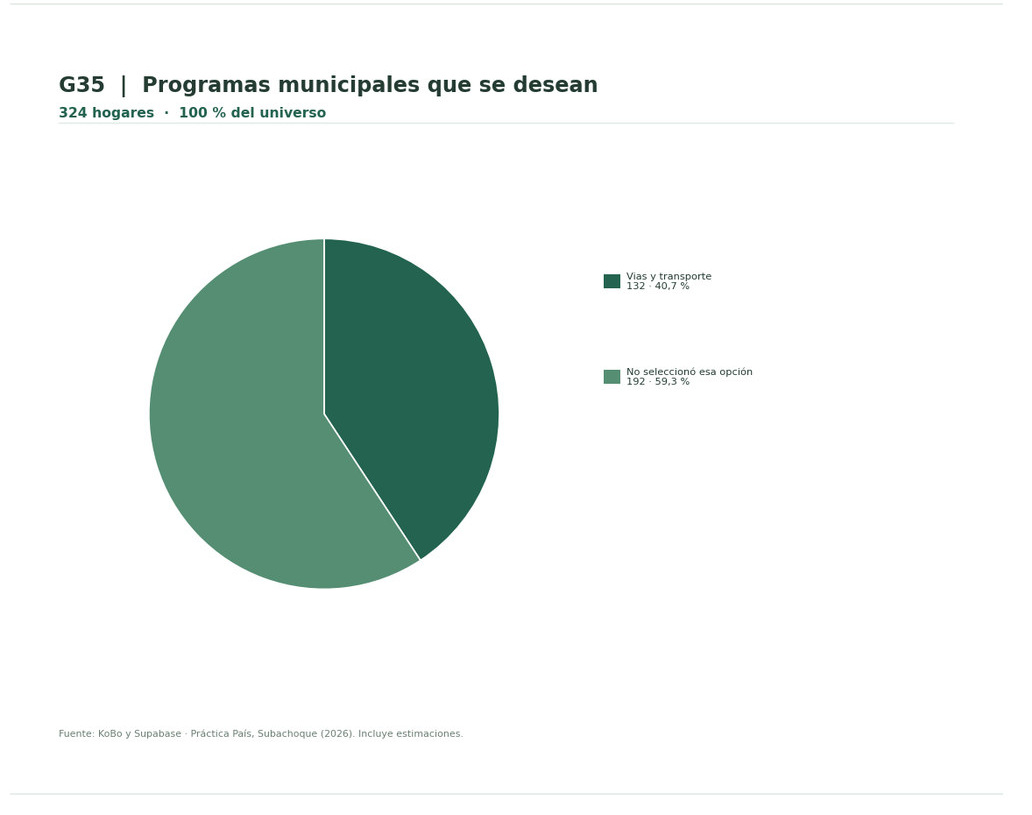 G35 | Programas municipales que se desean
324 hogares · 100 % del universo
Vias y transporte
132 · 40,7 %
No seleccionó esa opción
192 · 59,3 %
Fuente: KoBo y Supabase · Práctica País, Subachoque (2026). Incluye estimaciones.